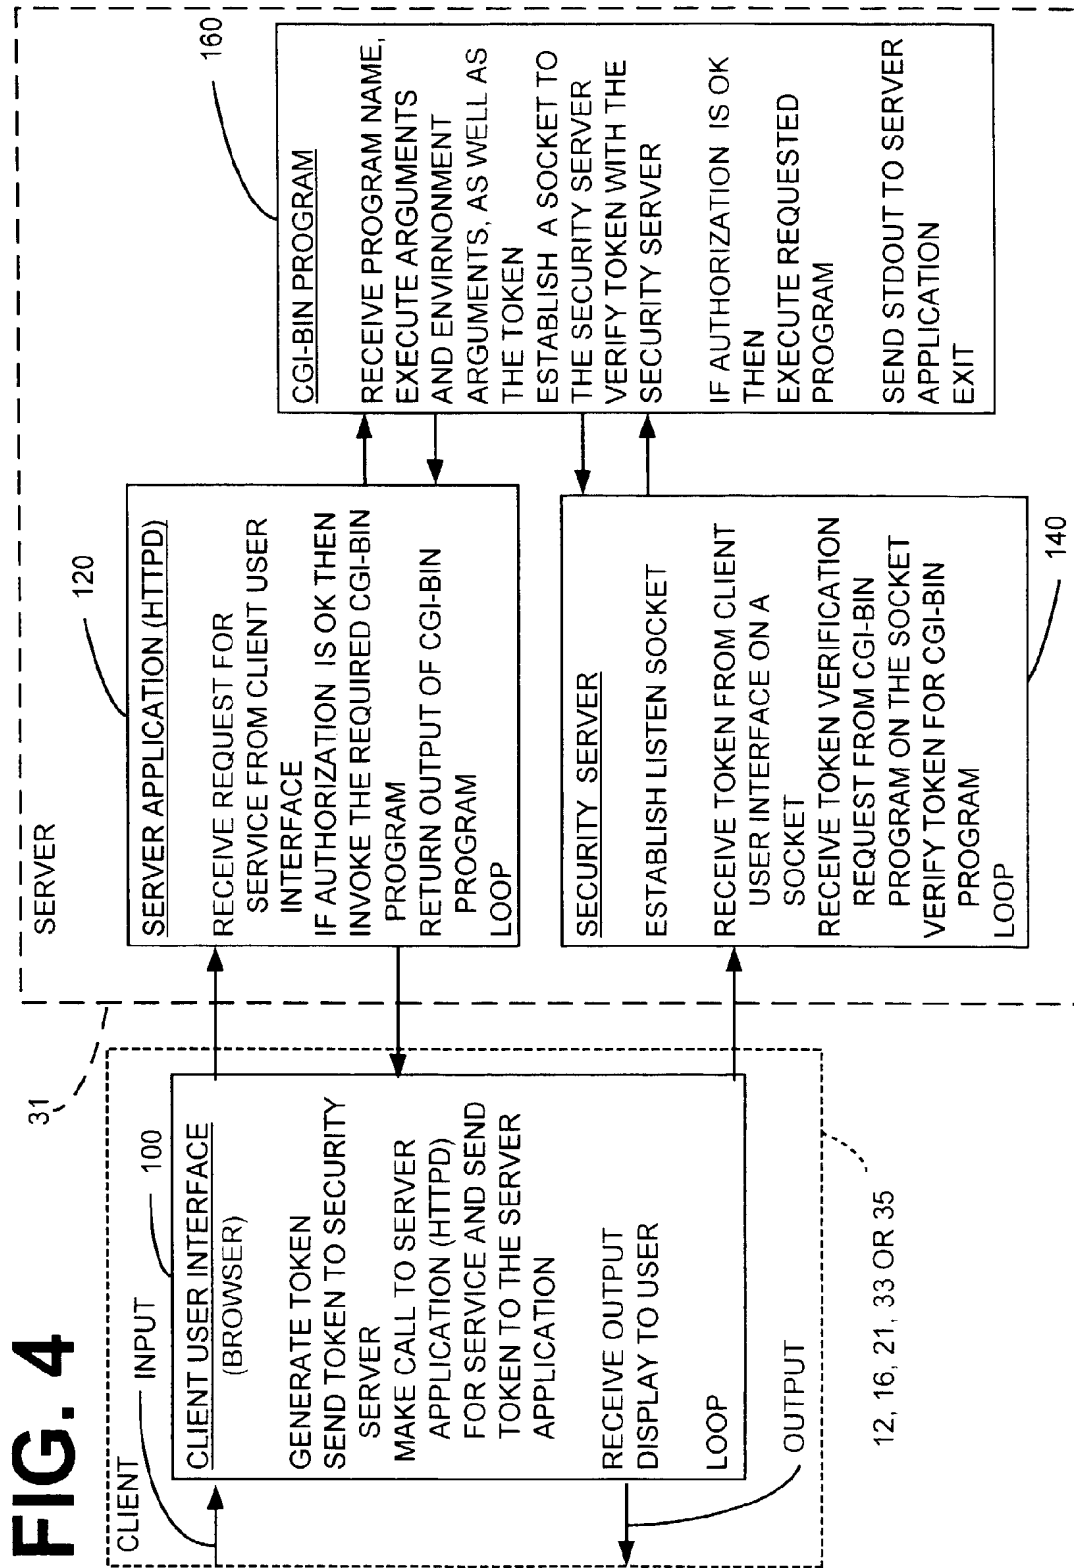 FIG. 4
CLIENT
INPUT
100
CLIENT USER INTERFACE
(BROWSER)
GENERATE TOKEN
SEND TOKEN TO SECURITY
SERVER
MAKE CALL TO SERVER
APPLICATION (HTTPD)
FOR SERVICE AND SEND
TOKEN TO THE SERVER
APPLICATION
RECEIVE OUTPUT
DISPLAY TO USER
LOOP
OUTPUT
12, 16, 21, 33 OR 35
31
SERVER
120
SERVER APPLICATION (HTTPD)
RECEIVE REQUEST FOR
SERVICE FROM CLIENT USER
INTERFACE
IF AUTHORIZATION IS OK THEN
INVOKE THE REQUIRED CGI-BIN
PROGRAM
RETURN OUTPUT OF CGI-BIN
PROGRAM
LOOP
SECURITY SERVER
ESTABLISH LISTEN SOCKET
RECEIVE TOKEN FROM CLIENT
USER INTERFACE ON A
SOCKET
RECEIVE TOKEN VERIFICATION
REQUEST FROM CGI-BIN
PROGRAM ON THE SOCKET
VERIFY TOKEN FOR CGI-BIN
PROGRAM
LOOP
140
160
CGI-BIN PROGRAM
RECEIVE PROGRAM NAME,
EXECUTE ARGUMENTS
AND ENVIRNONMENT
ARGUMENTS, AS WELL AS
THE TOKEN
ESTABLISH A SOCKET TO
THE SECURITY SERVER
VERIFY TOKEN WITH THE
SECURITY SERVER
IF AUTHORIZATION IS OK
THEN
EXECUTE REQUESTED
PROGRAM
SEND STDOUT TO SERVER
APPLICATION
EXIT